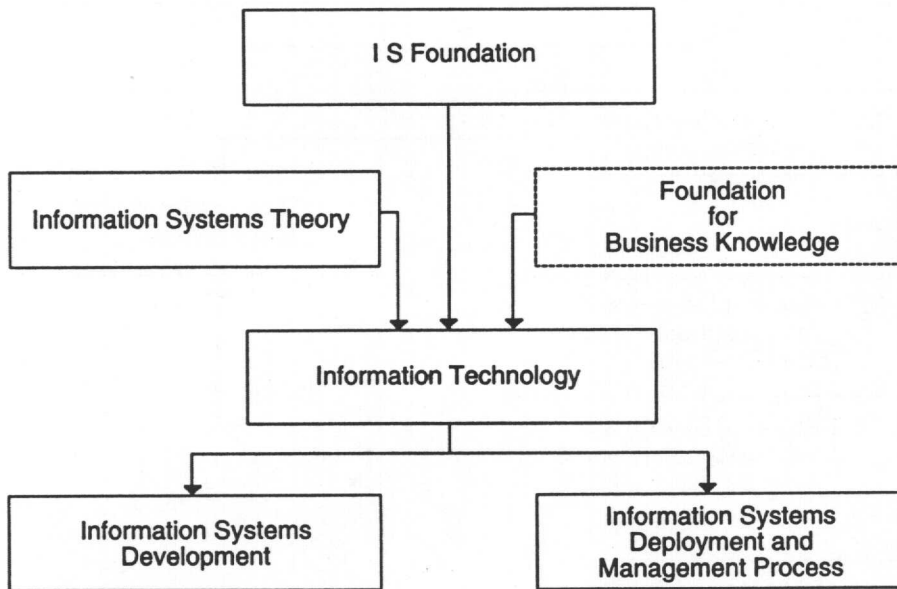 I S Foundation
Information Systems Theory
Foundation
for
Business Knowledge
Information Technology
Information Systems
Development
Information Systems
Deployment and
Management Process